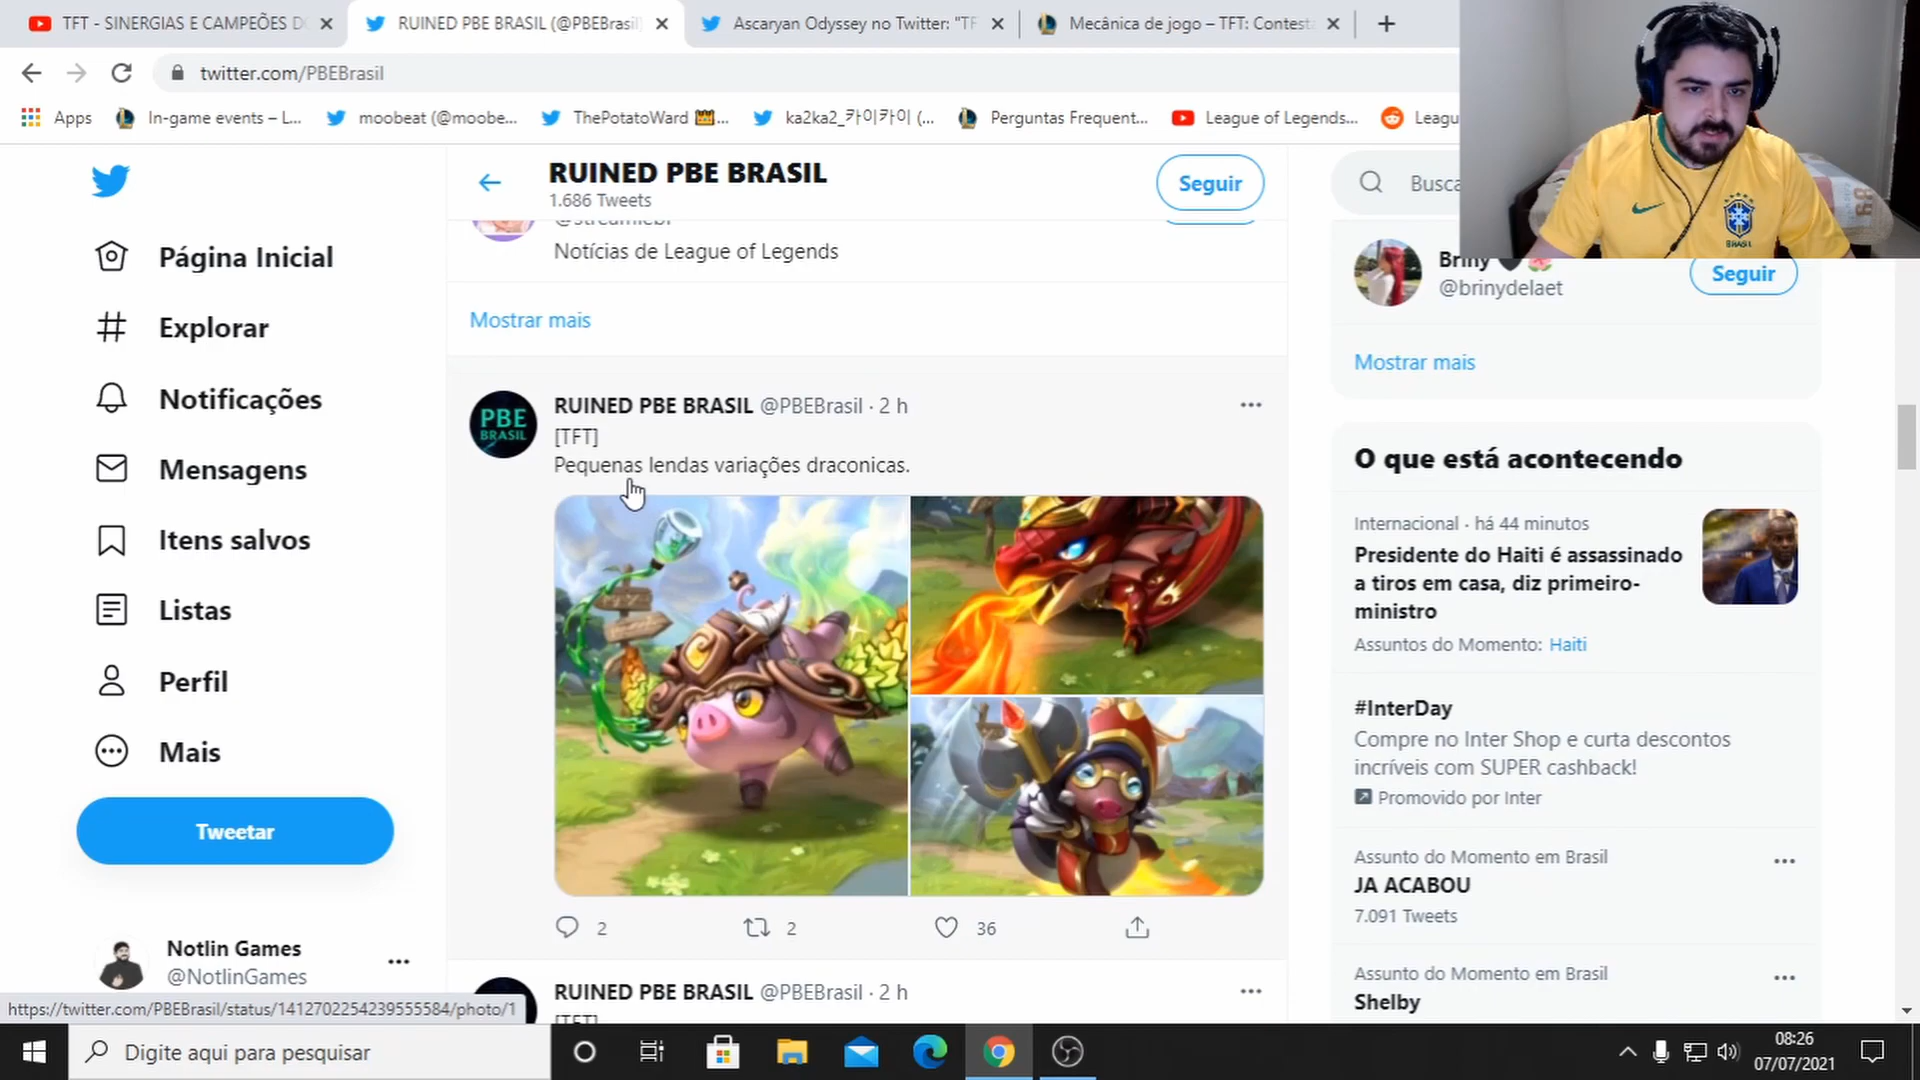 TFT - SINERGIAS E CAMPEÕES D
RUINED PBE BRASIL (@PBEBrasil)
Ascaryan Odyssey no Twitter: "TF
Mecânica de jogo – TFT: Contest
twitter.com/PBEBrasil
Apps
In-game events – L...
moobeat (@moobe...
ThePotatoWard 👑...
ka2ka2_카이카이 (...
Perguntas Frequent...
League of Legends...
Leagu
RUINED PBE BRASIL
1.686 Tweets
Seguir
Busca
@streamiebr
Notícias de League of Legends
Mostrar mais
Página Inicial
Explorar
Notificações
Mensagens
Itens salvos
Listas
Perfil
Mais
Tweetar
Notlin Games
@NotlinGames
RUINED PBE BRASIL @PBEBrasil · 2 h
[TFT]
Pequenas lendas variações draconicas.
PBE
BRASIL
2
2
36
RUINED PBE BRASIL @PBEBrasil · 2 h
[TFT]
Briny
@brinydelaet
Seguir
Mostrar mais
O que está acontecendo
Internacional · há 44 minutos
Presidente do Haiti é assassinado
a tiros em casa, diz primeiro-
ministro
Assuntos do Momento: Haiti
#InterDay
Compre no Inter Shop e curta descontos
incríveis com SUPER cashback!
Promovido por Inter
Assunto do Momento em Brasil
JA ACABOU
7.091 Tweets
Assunto do Momento em Brasil
Shelby
BRASIL
https://twitter.com/PBEBrasil/status/1412702254239555584/photo/1
Digite aqui para pesquisar
08:26
07/07/2021